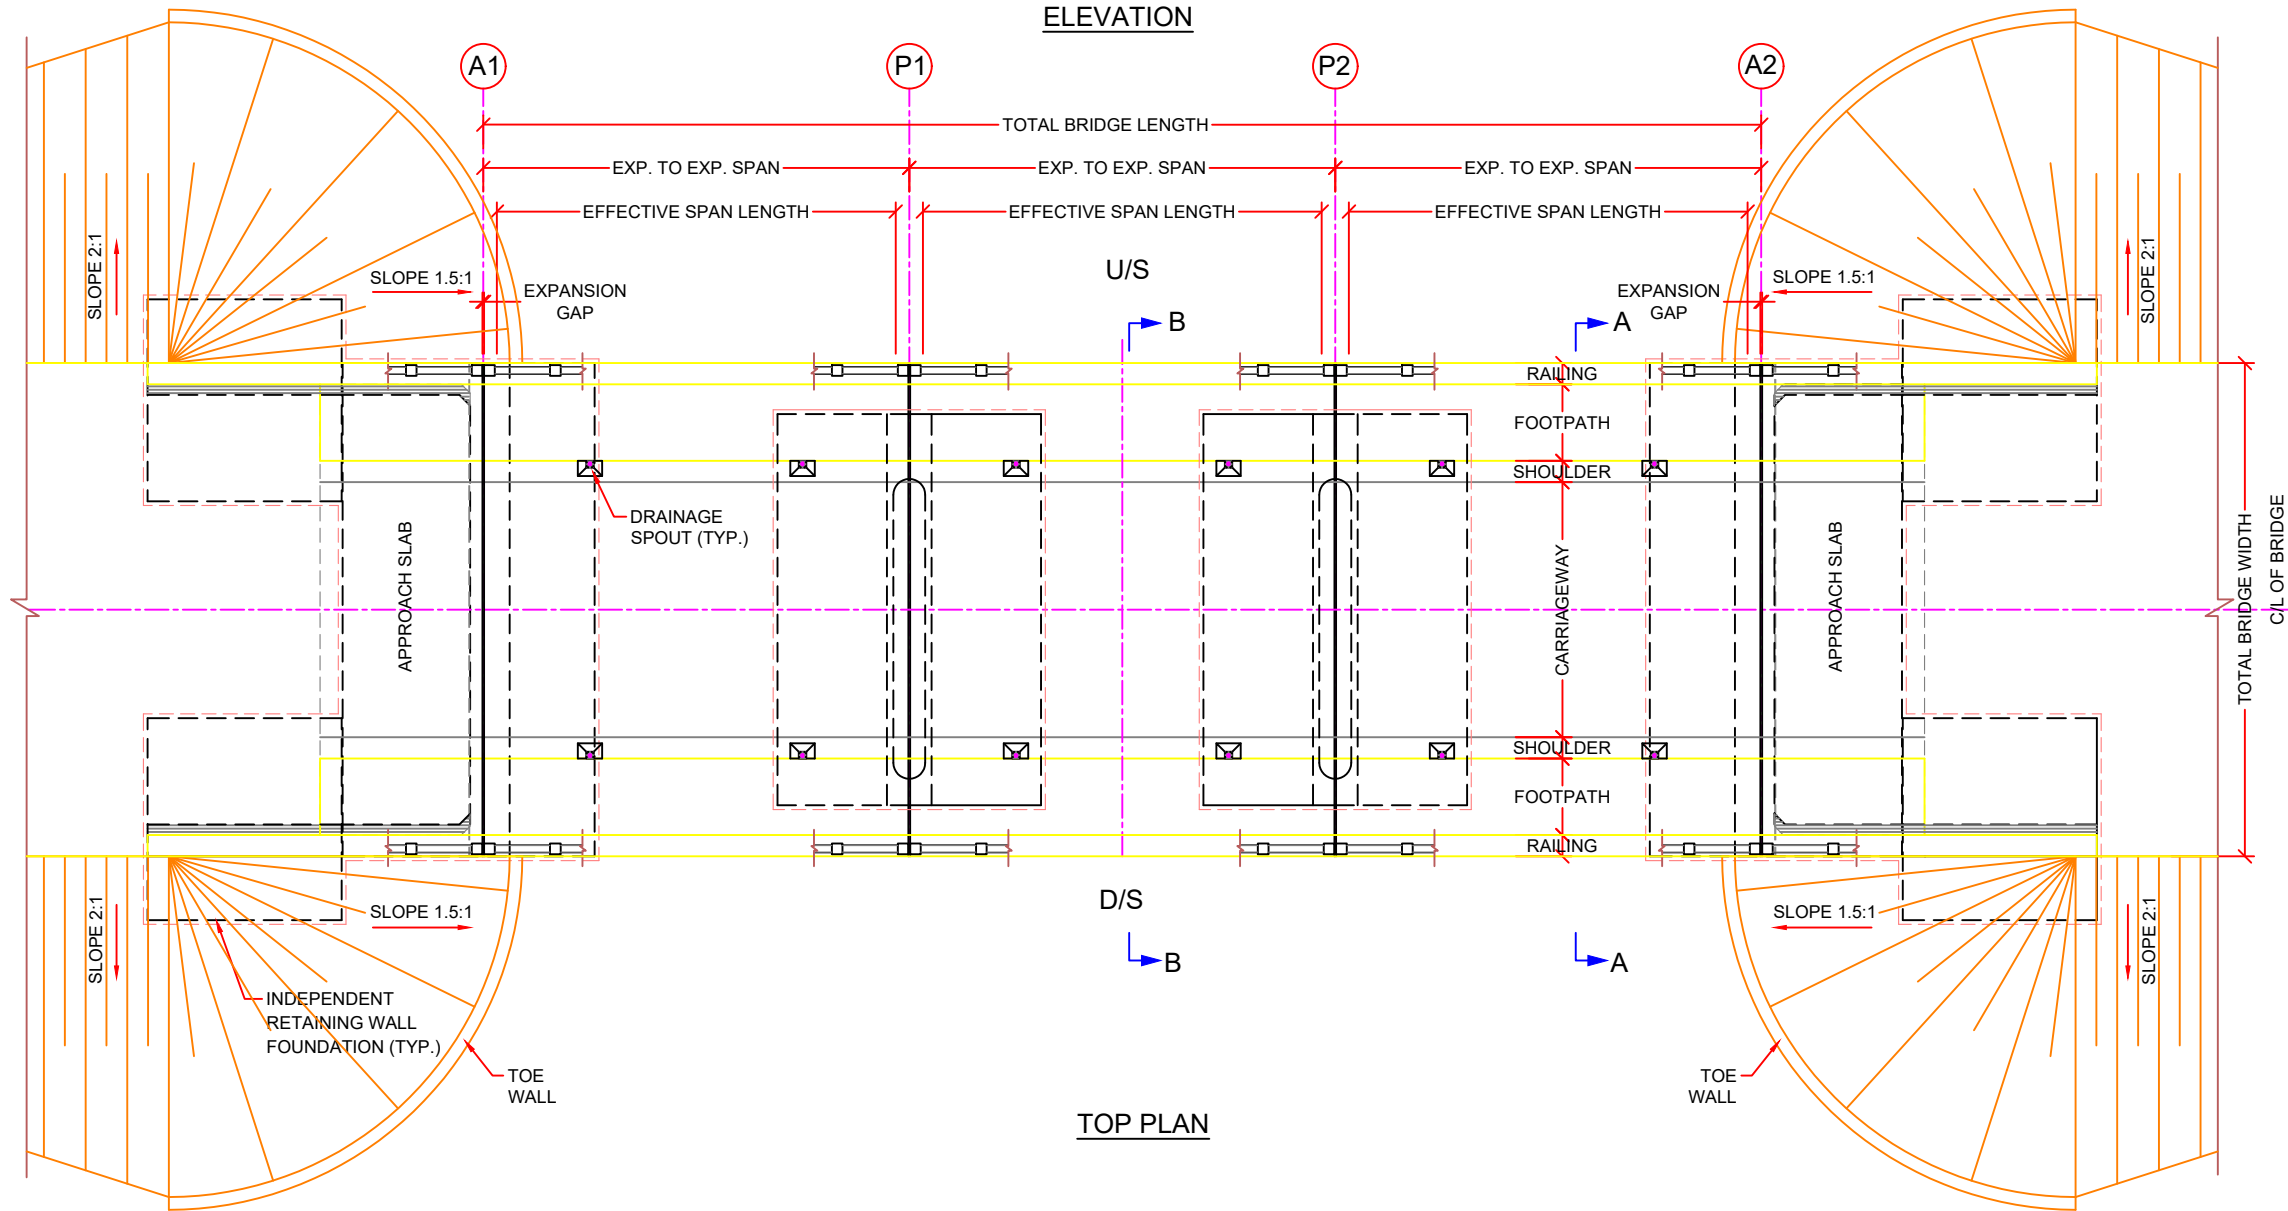 ELEVATION
A1
P1
P2
A2
TOTAL BRIDGE LENGTH
EXP. TO EXP. SPAN
EXP. TO EXP. SPAN
EXP. TO EXP. SPAN
EFFECTIVE SPAN LENGTH
EFFECTIVE SPAN LENGTH
EFFECTIVE SPAN LENGTH
SLOPE 2:1
SLOPE 1.5:1
EXPANSION
GAP
U/S
EXPANSION
GAP
SLOPE 1.5:1
SLOPE 2:1
B
A
RAILING
FOOTPATH
SHOULDER
DRAINAGE
SPOUT (TYP.)
APPROACH SLAB
CARRIAGEWAY
APPROACH SLAB
TOTAL BRIDGE WIDTH
C/L OF BRIDGE
SHOULDER
FOOTPATH
RAILING
SLOPE 2:1
SLOPE 1.5:1
D/S
SLOPE 1.5:1
SLOPE 2:1
B
A
INDEPENDENT
RETAINING WALL
FOUNDATION (TYP.)
TOE
WALL
TOE
WALL
TOP PLAN